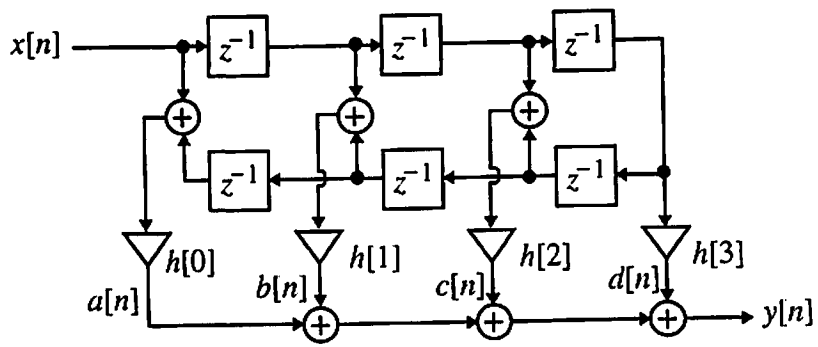 x[n]
z⁻¹
z⁻¹
z⁻¹
+
+
+
z⁻¹
z⁻¹
z⁻¹
h[0]
h[1]
h[2]
h[3]
a[n]
b[n]
c[n]
d[n]
+
+
+
y[n]